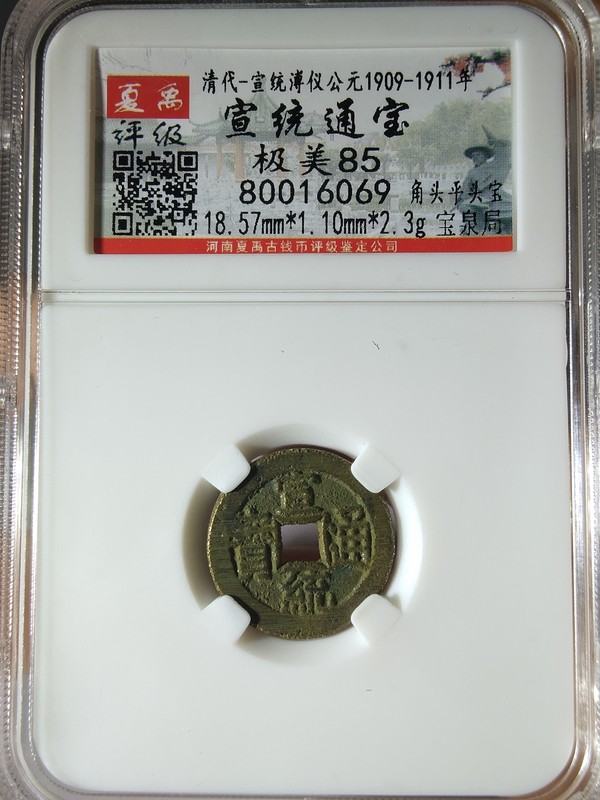 夏禹
评级
清代-宣统溥仪公元1909-1911年
宣统通宝
极美85
80016069 角头平头宝
18.57mm*1.10mm*2.3g 宝泉局
河南夏禹古钱币评级鉴定公司
宣
統
通
寶